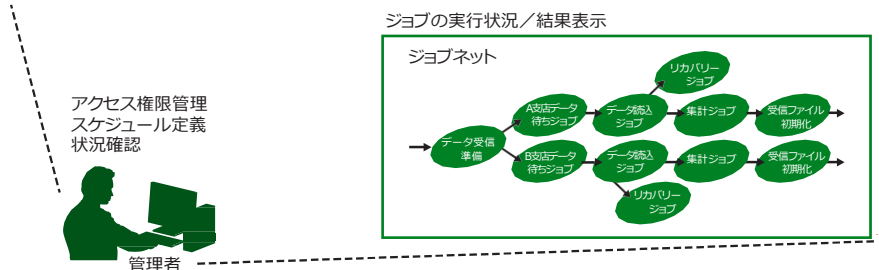 ジョブの実行状況／結果表示
ジョブネット
アクセス権限管理
スケジュール定義
状況確認
管理者
データ受信
準備
A支店データ
待ちジョブ
データ読込
ジョブ
リカバリー
ジョブ
集計ジョブ
受信ファイル
初期化
B支店データ
待ちジョブ
データ読込
ジョブ
リカバリー
ジョブ
集計ジョブ
受信ファイル
初期化